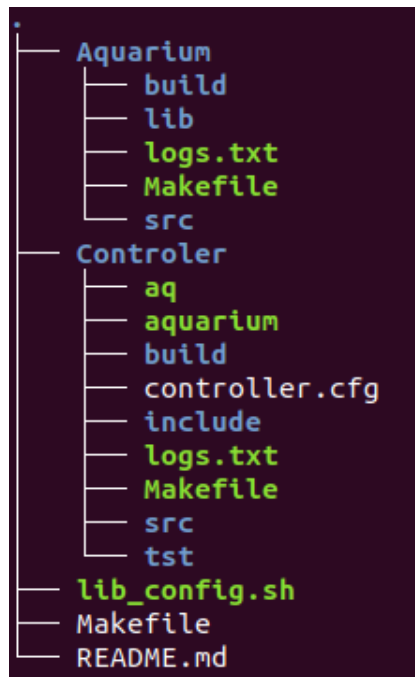 .
├── Aquarium
│   ├── build
│   ├── lib
│   ├── logs.txt
│   ├── Makefile
│   └── src
├── Controler
│   ├── aq
│   ├── aquarium
│   ├── build
│   ├── controller.cfg
│   ├── include
│   ├── logs.txt
│   ├── Makefile
│   ├── src
│   └── tst
├── lib_config.sh
├── Makefile
└── README.md